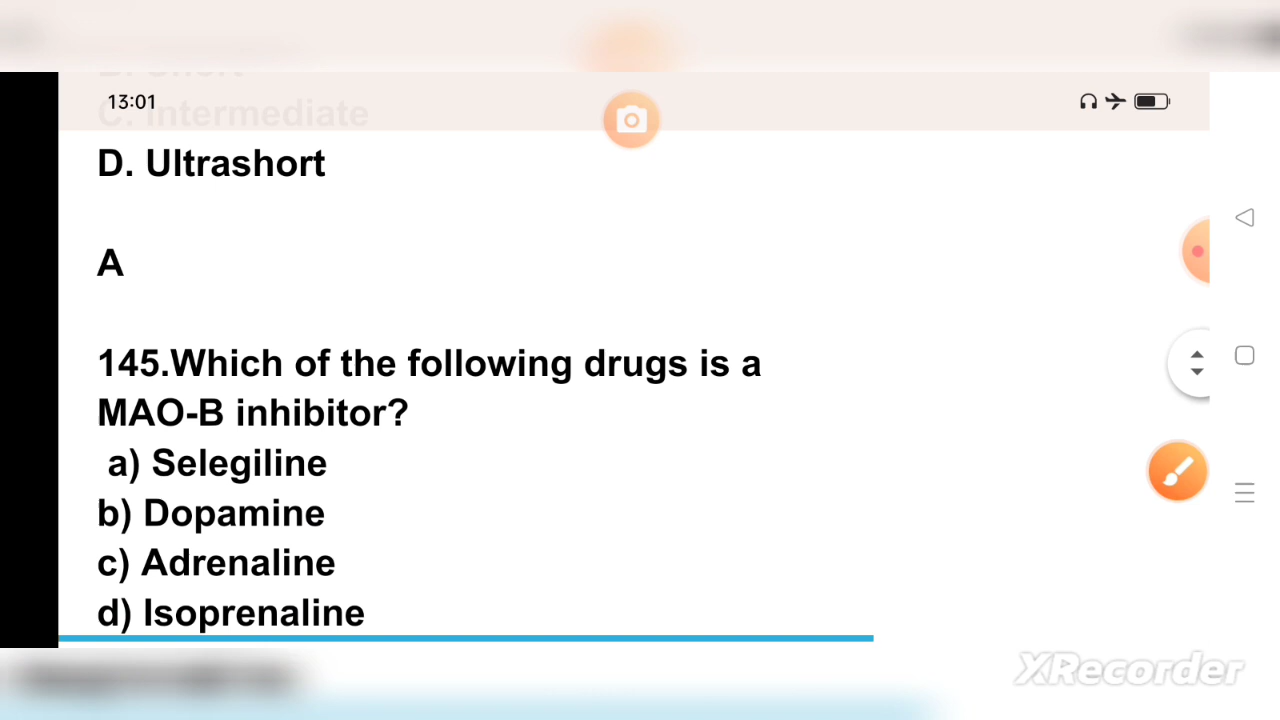 13:01
C. Intermediate
D. Ultrashort
A
145.Which of the following drugs is a
MAO-B inhibitor?
a) Selegiline
b) Dopamine
c) Adrenaline
d) Isoprenaline
XRecorder